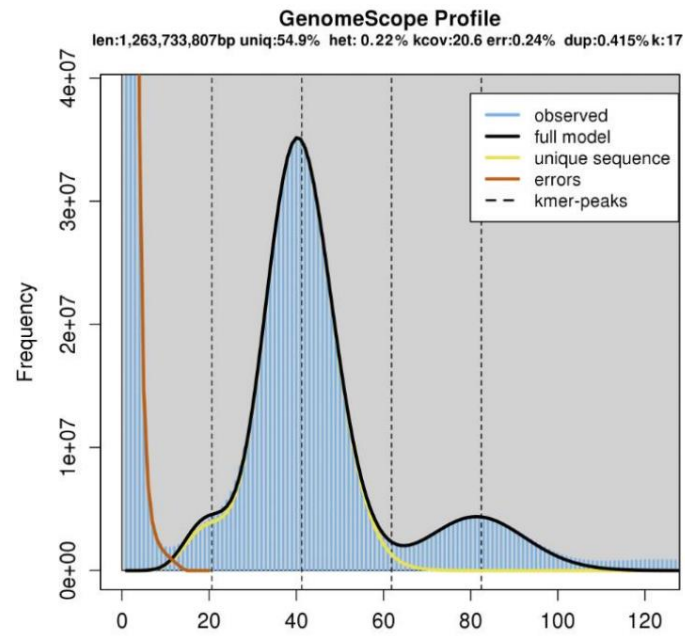 GenomeScope Profile
len:1,263,733,807bp uniq:54.9% het: 0.22% kcov:20.6 err:0.24% dup:0.415% k:17
4e+07
3e+07
2e+07
1e+07
0e+00
Frequency
observed
full model
unique sequence
errors
kmer-peaks
0 20 40 60 80 100 120